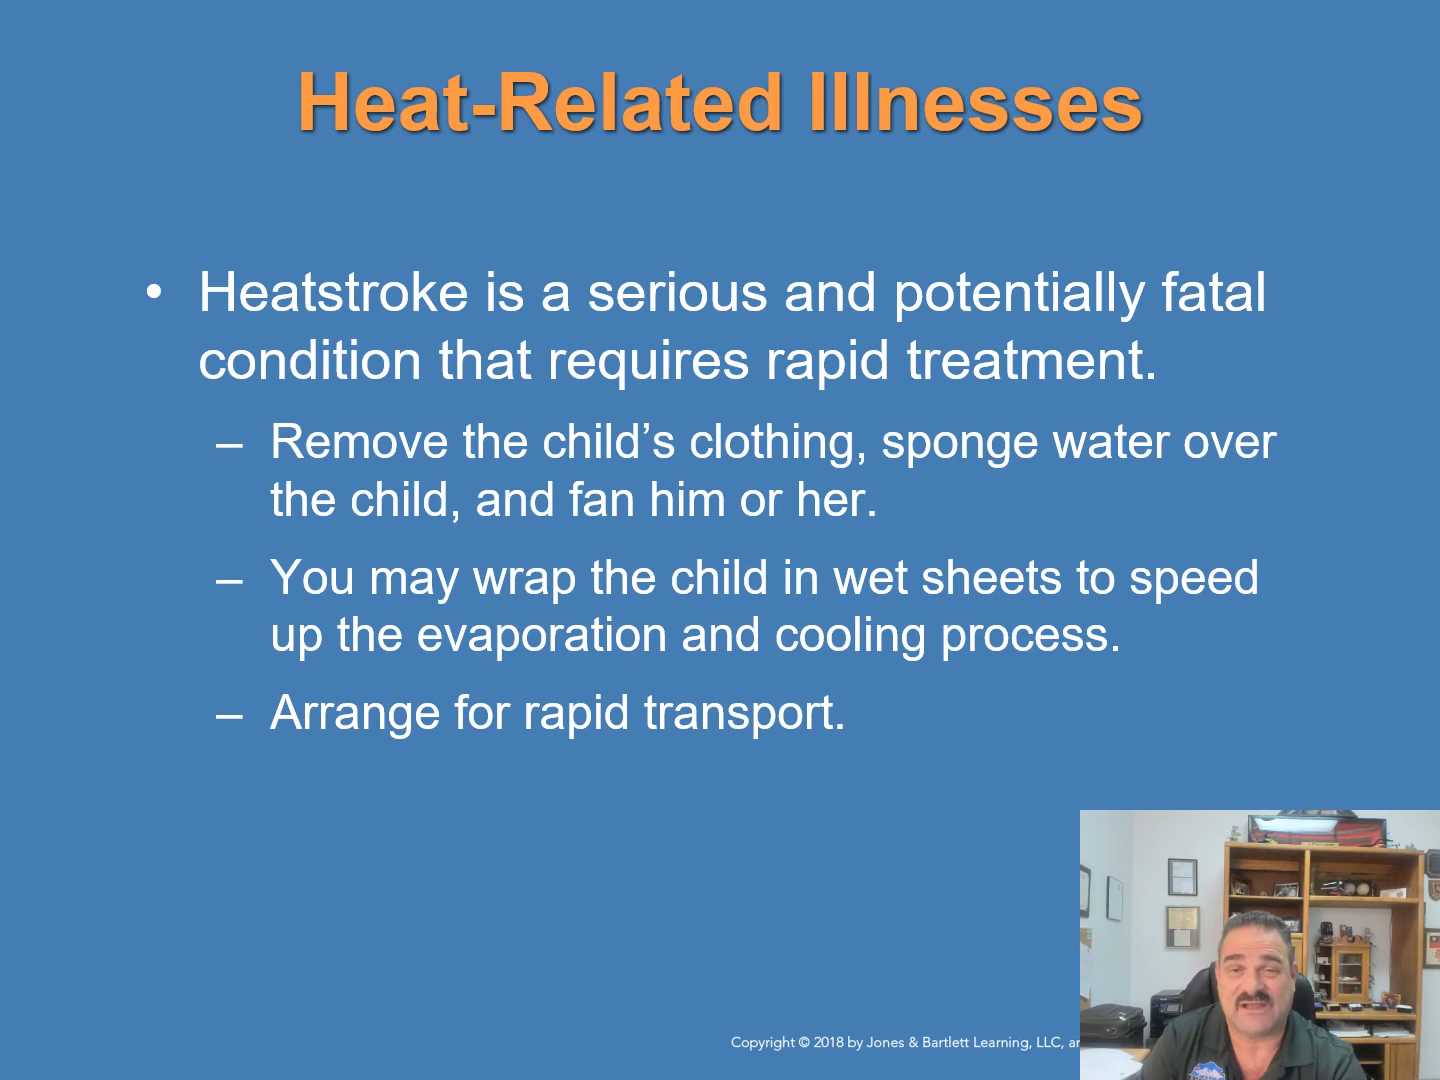 Heat-Related Illnesses
• Heatstroke is a serious and potentially fatal
condition that requires rapid treatment.
– Remove the child’s clothing, sponge water over
the child, and fan him or her.
– You may wrap the child in wet sheets to speed
up the evaporation and cooling process.
– Arrange for rapid transport.
Copyright © 2018 by Jones & Bartlett Learning, LLC,